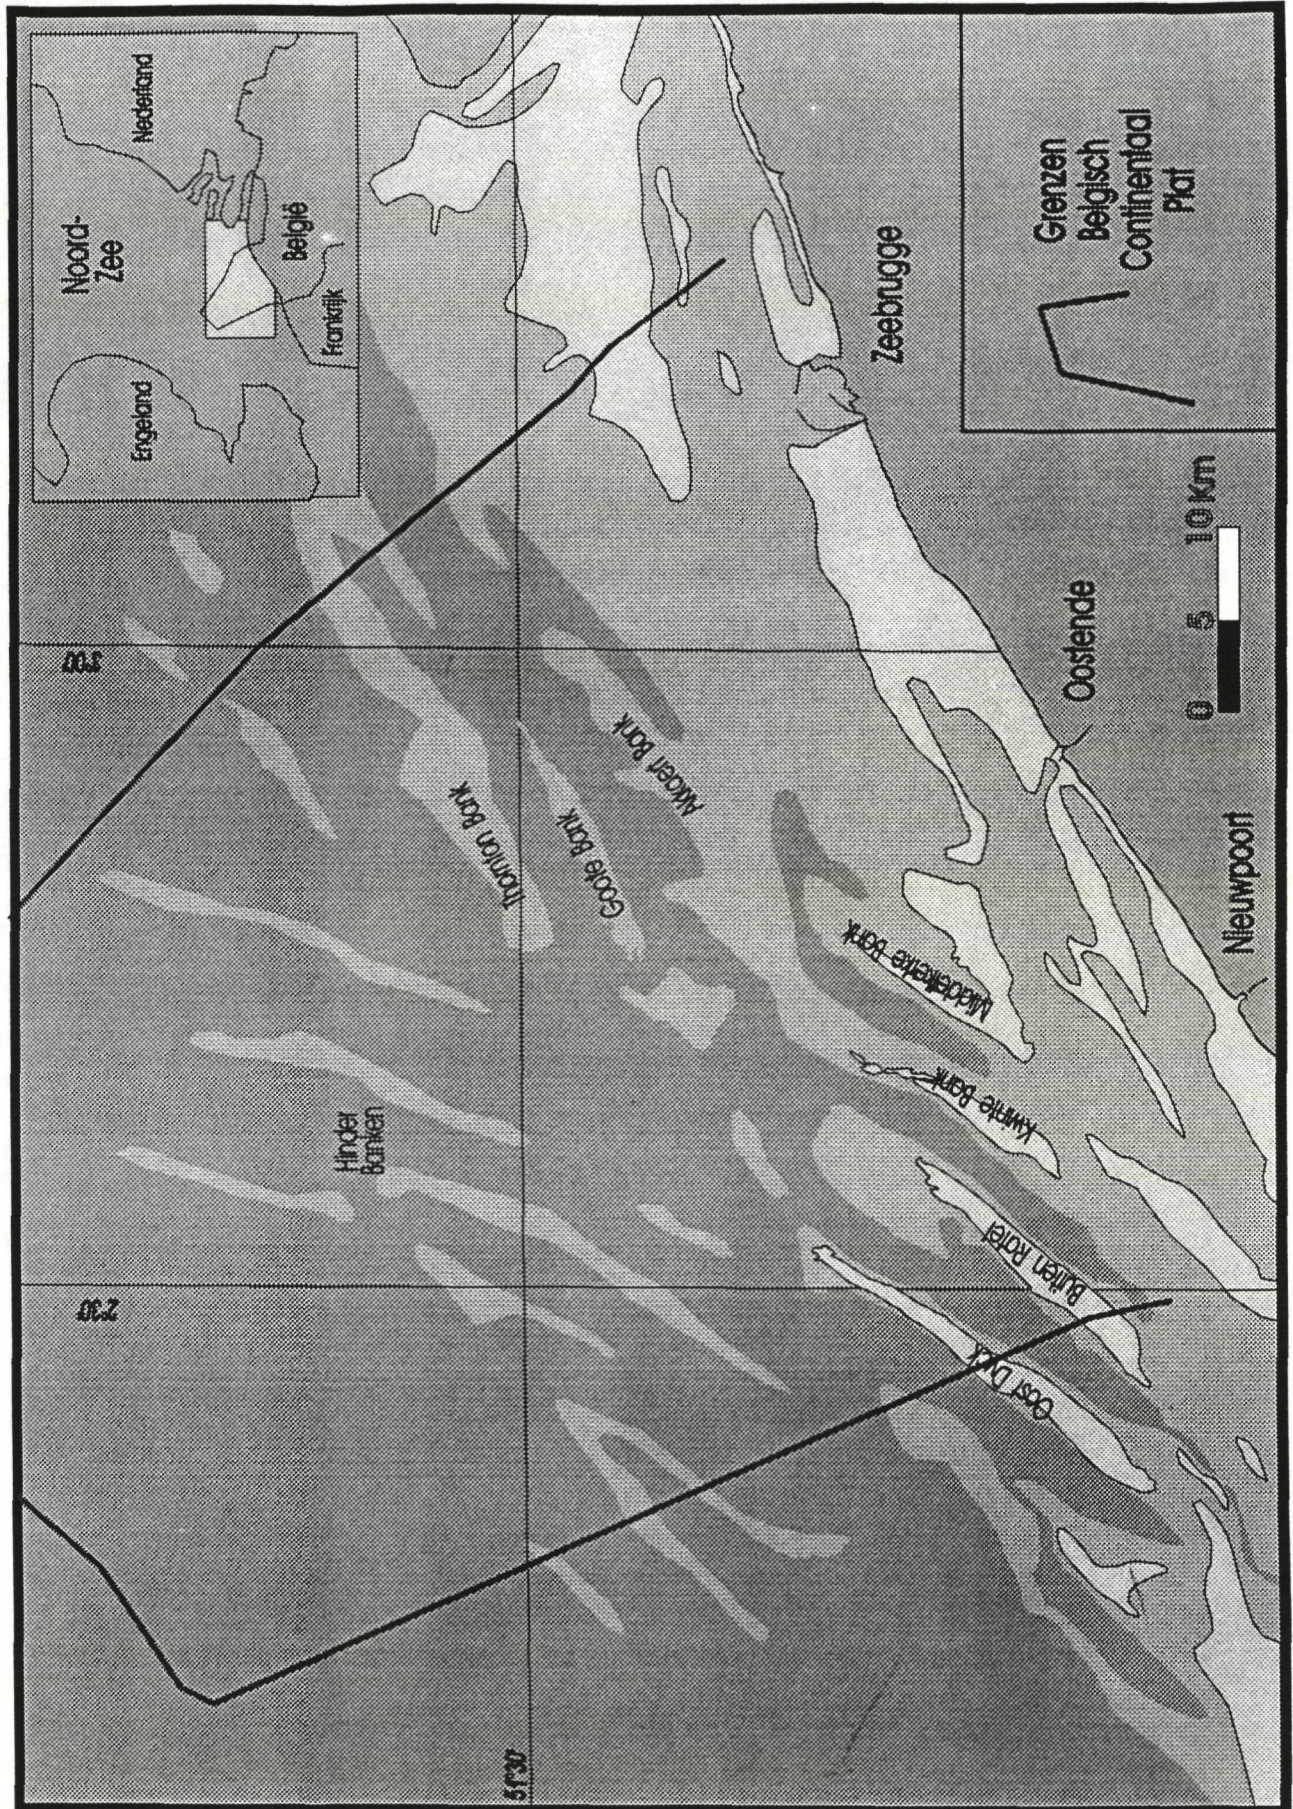 Noord-
Zee
Nederland
Engeland
België
Frankrijk
3°00'
2°30'
51°30'
Hinder
Banken
Thornton Bank
Goote Bank
Akkaert Bank
Middelkerke Bank
Kwinte Bank
Buiten Ratel
Oost Dyck
Zeebrugge
Oostende
Nieuwpoort
0 5 10 Km
Grenzen
Belgisch
Continentaal
Plat